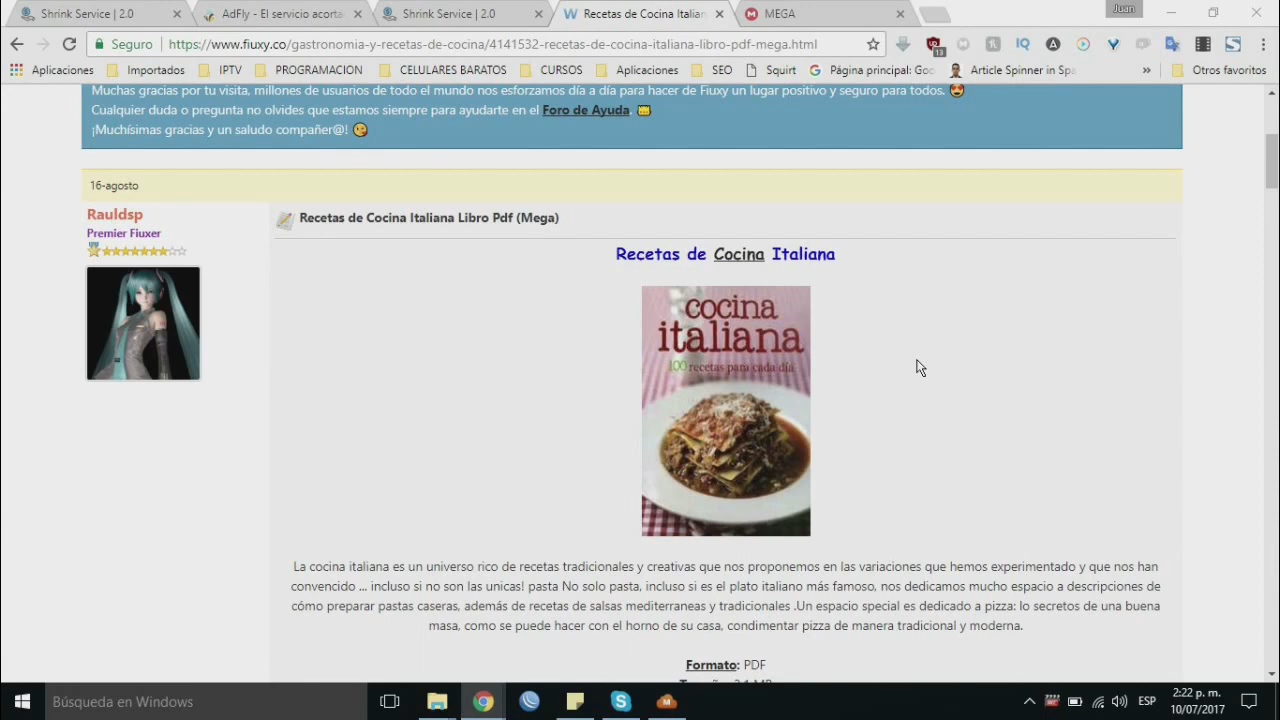 Shrink Service | 2.0
AdFly - El servicio acorta
Shrink Service | 2.0
Recetas de Cocina Italian
MEGA
Juan
Seguro
https://www.fiuxy.co/gastronomia-y-recetas-de-cocina/4141532-recetas-de-cocina-italiana-libro-pdf-mega.html
13
Aplicaciones
Importados
IPTV
PROGRAMACION
CELULARES BARATOS
CURSOS
Aplicaciones
SEO
Squirt
Página principal: Goo
Article Spinner in Spa
»
Otros favoritos
Muchas gracias por tu visita, millones de usuarios de todo el mundo nos esforzamos día a día para hacer de Fiuxy un lugar positivo y seguro para todos.
Cualquier duda o pregunta no olvides que estamos siempre para ayudarte en el Foro de Ayuda.
¡Muchísimas gracias y un saludo compañer@!
16-agosto
Rauldsp
Premier Fiuxer
Recetas de Cocina Italiana Libro Pdf (Mega)
Recetas de Cocina Italiana
cocina
italiana
100 recetas para cada día
La cocina italiana es un universo rico de recetas tradicionales y creativas que nos proponemos en las variaciones que hemos experimentado y que nos han
convencido ... incluso si no son las unicas! pasta No solo pasta, incluso si es el plato italiano más famoso, nos dedicamos mucho espacio a descripciones de
cómo preparar pastas caseras, además de recetas de salsas mediterraneas y tradicionales .Un espacio special es dedicado a pizza: lo secretos de una buena
masa, como se puede hacer con el horno de su casa, condimentar pizza de manera tradicional y moderna.
Formato: PDF
Búsqueda en Windows
ESP
2:22 p. m.
10/07/2017